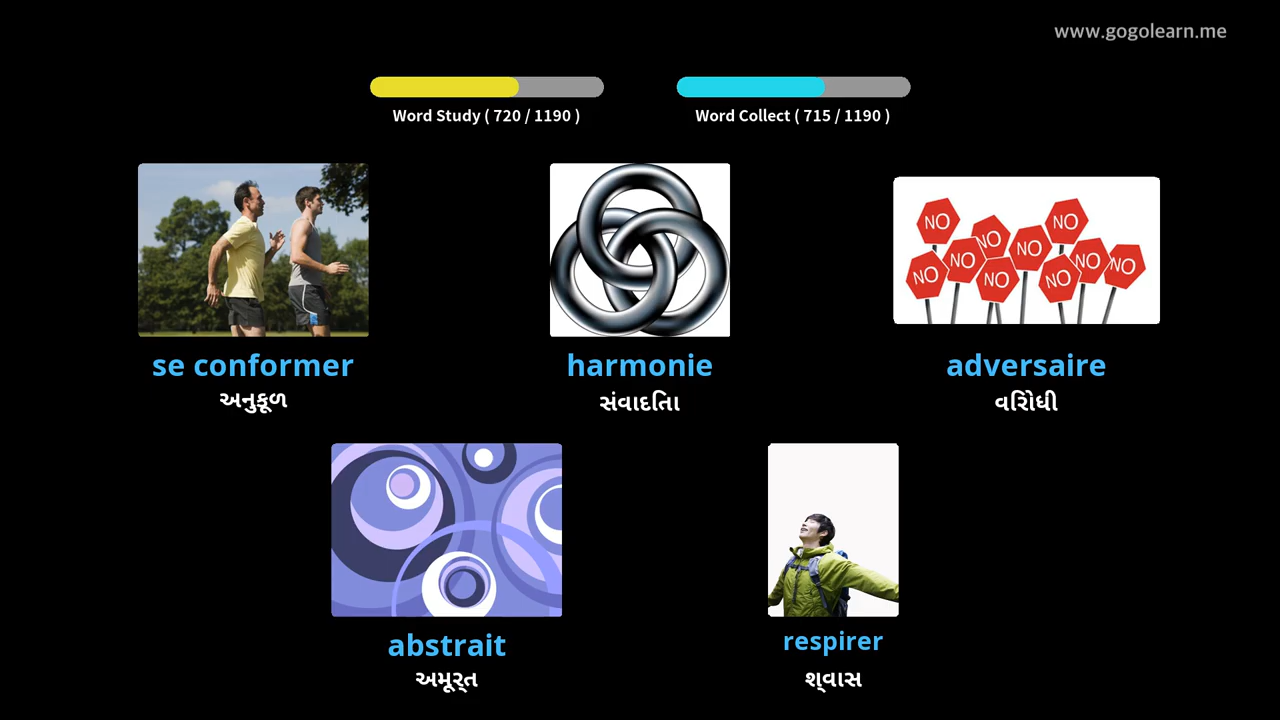 www.gogolearn.me
Word Study ( 720 / 1190 )
Word Collect ( 715 / 1190 )
NO NO NO NO NO NO NO NO NO NO
se conformer
harmonie
adversaire
અનુકૂળ
સંવાદિતા
વિરોધી
abstrait
respirer
અમૂર્ત
શ્વાસ